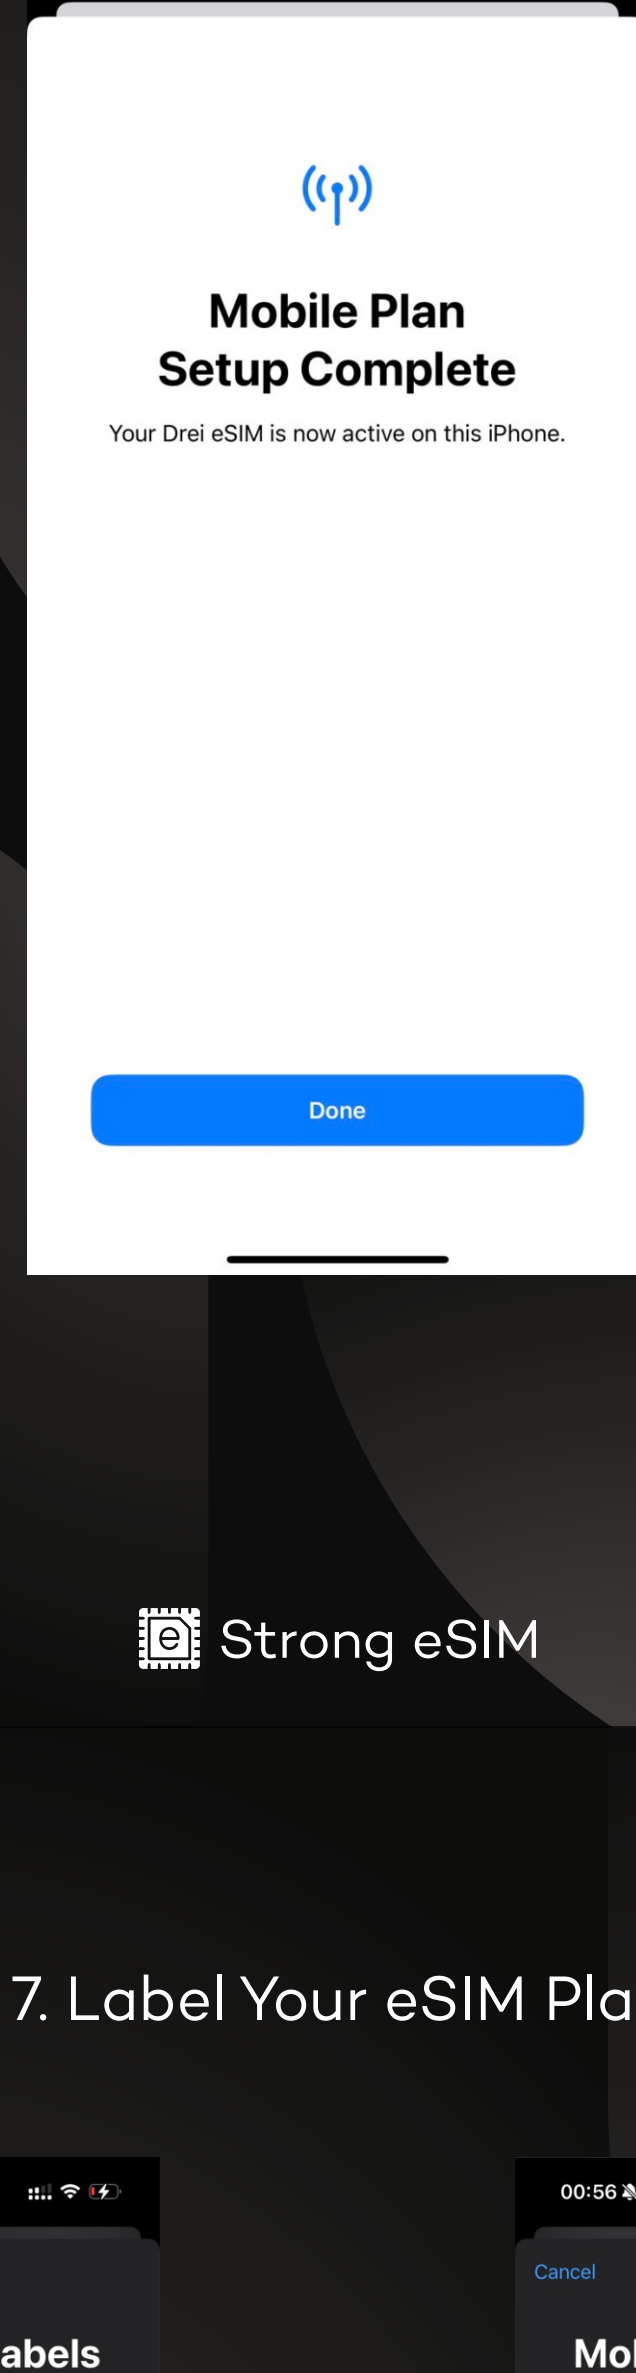 Mobile Plan
Setup Complete
Your Drei eSIM is now active on this iPhone.
Done
e Strong eSIM
7. Label Your eSIM Pla
00:56
Cancel
abels
Mol